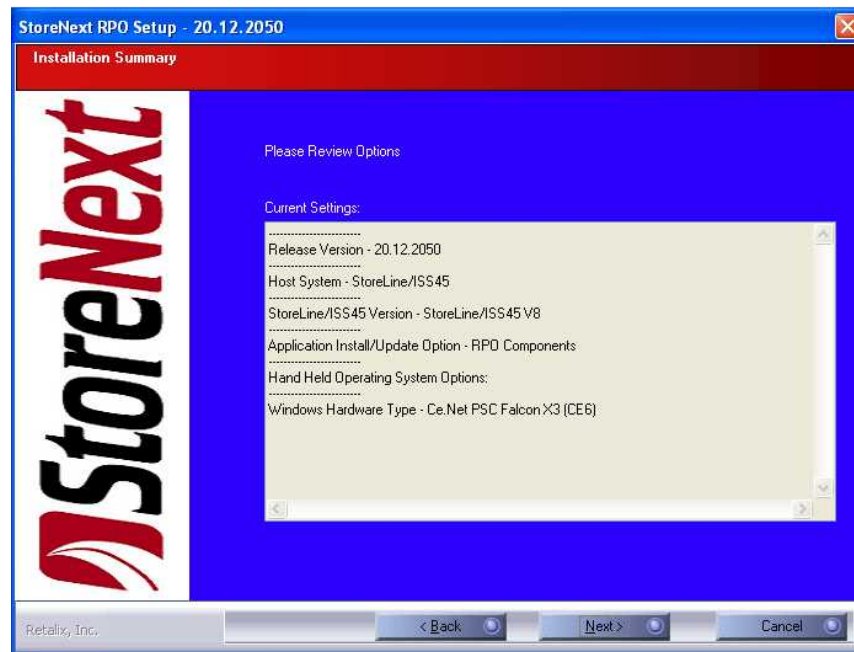 StoreNext RPO Setup - 20.12.2050
Installation Summary
StoreNext
Please Review Options
Current Settings:
-------------------------
Release Version - 20.12.2050
-------------------------
Host System - StoreLine/ISS45
-------------------------
StoreLine/ISS45 Version - StoreLine/ISS45 V8
-------------------------
Application Install/Update Option - RPO Components
-------------------------
Hand Held Operating System Options:
-------------------------
Windows Hardware Type - Ce.Net PSC Falcon X3 (CE6)
Retalix, Inc.
< Back
Next >
Cancel